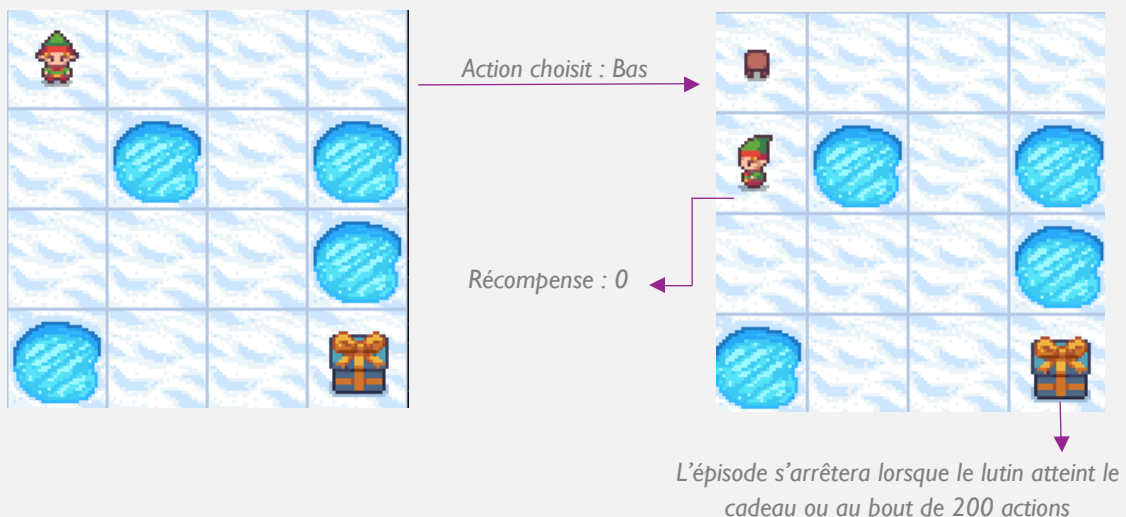 Action choisit : Bas
Récompense : 0
L'épisode s'arrêtera lorsque le lutin atteint le
cadeau ou au bout de 200 actions